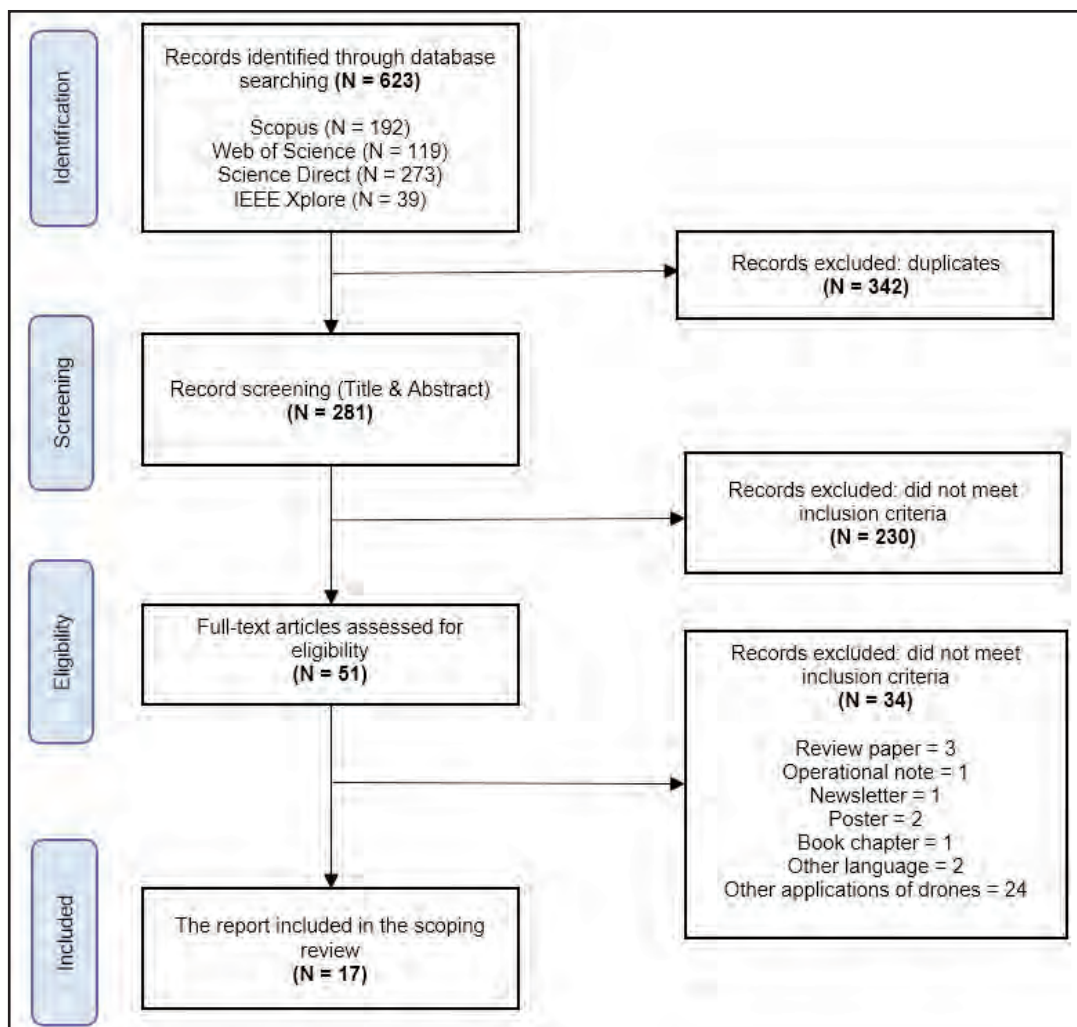 Identification
Records identified through database
searching (N = 623)
Scopus (N = 192)
Web of Science (N = 119)
Science Direct (N = 273)
IEEE Xplore (N = 39)
Records excluded: duplicates
(N = 342)
Screening
Record screening (Title & Abstract)
(N = 281)
Records excluded: did not meet
inclusion criteria
(N = 230)
Eligibility
Full-text articles assessed for
eligibility
(N = 51)
Records excluded: did not meet
inclusion criteria
(N = 34)
Review paper = 3
Operational note = 1
Newsletter = 1
Poster = 2
Book chapter = 1
Other language = 2
Other applications of drones = 24
Included
The report included in the scoping
review
(N = 17)